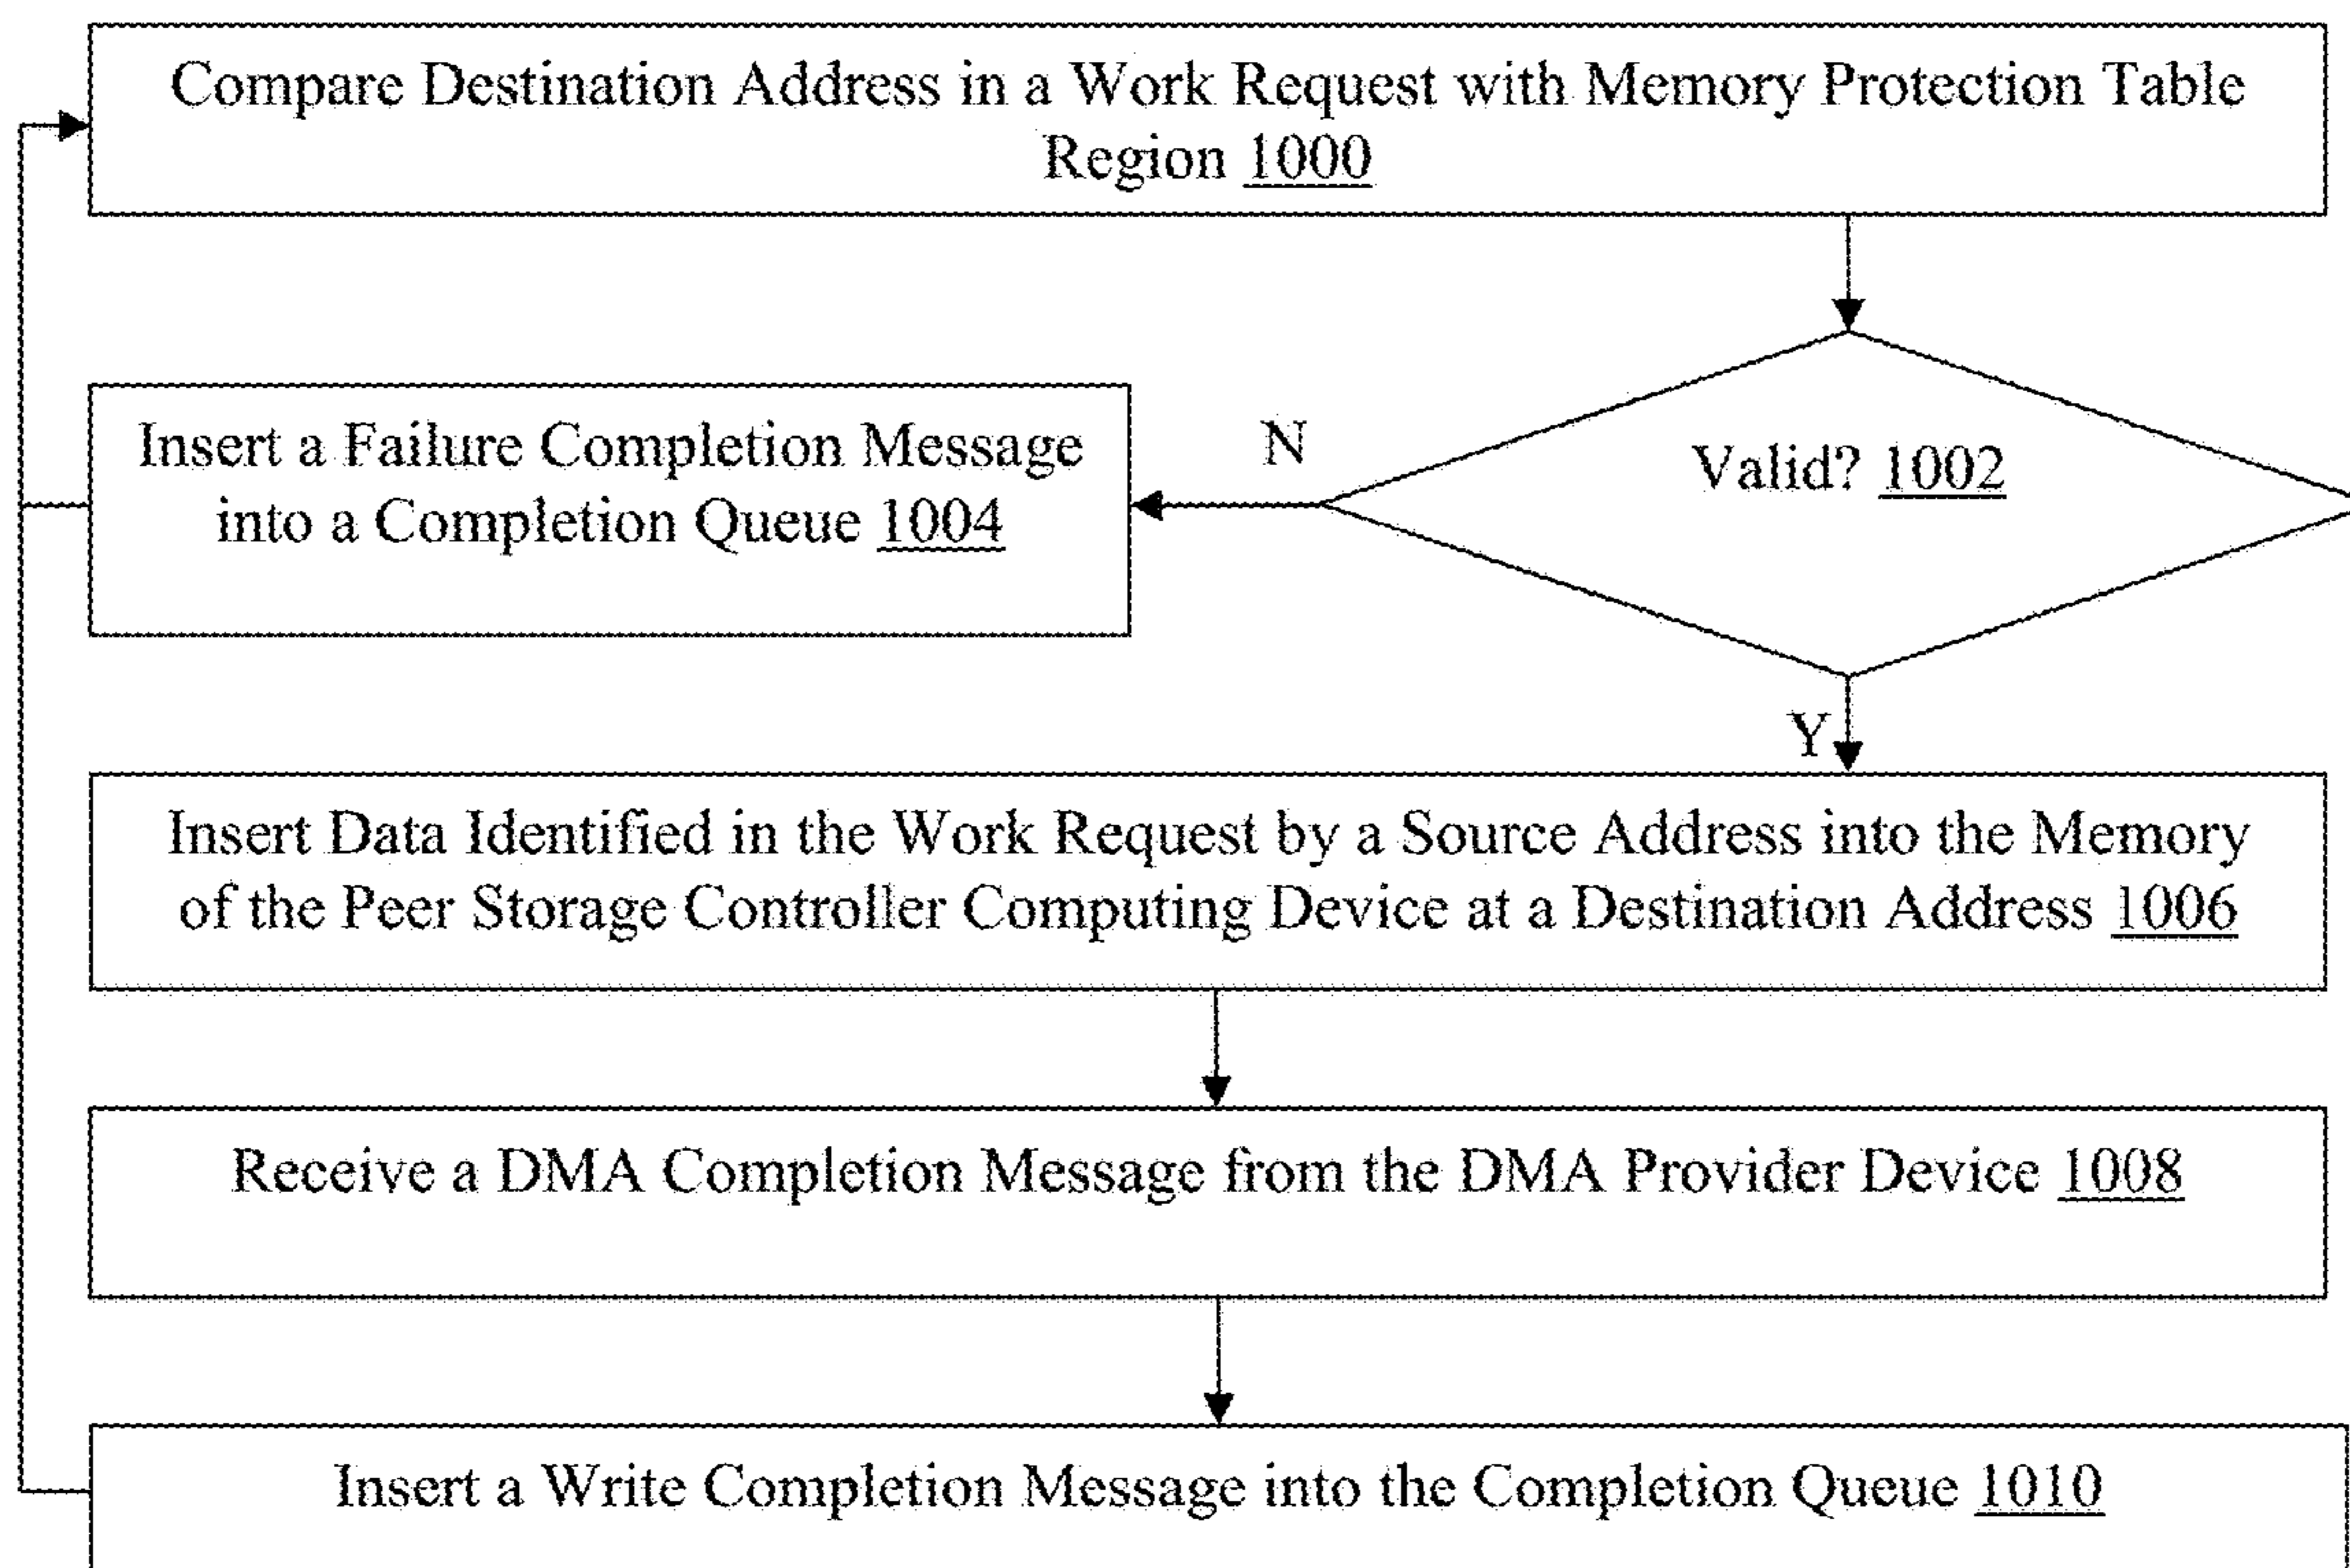 Compare Destination Address in a Work Request with Memory Protection Table
Region 1000
Insert a Failure Completion Message
into a Completion Queue 1004
N
Valid? 1002
Y
Insert Data Identified in the Work Request by a Source Address into the Memory
of the Peer Storage Controller Computing Device at a Destination Address 1006
Receive a DMA Completion Message from the DMA Provider Device 1008
Insert a Write Completion Message into the Completion Queue 1010